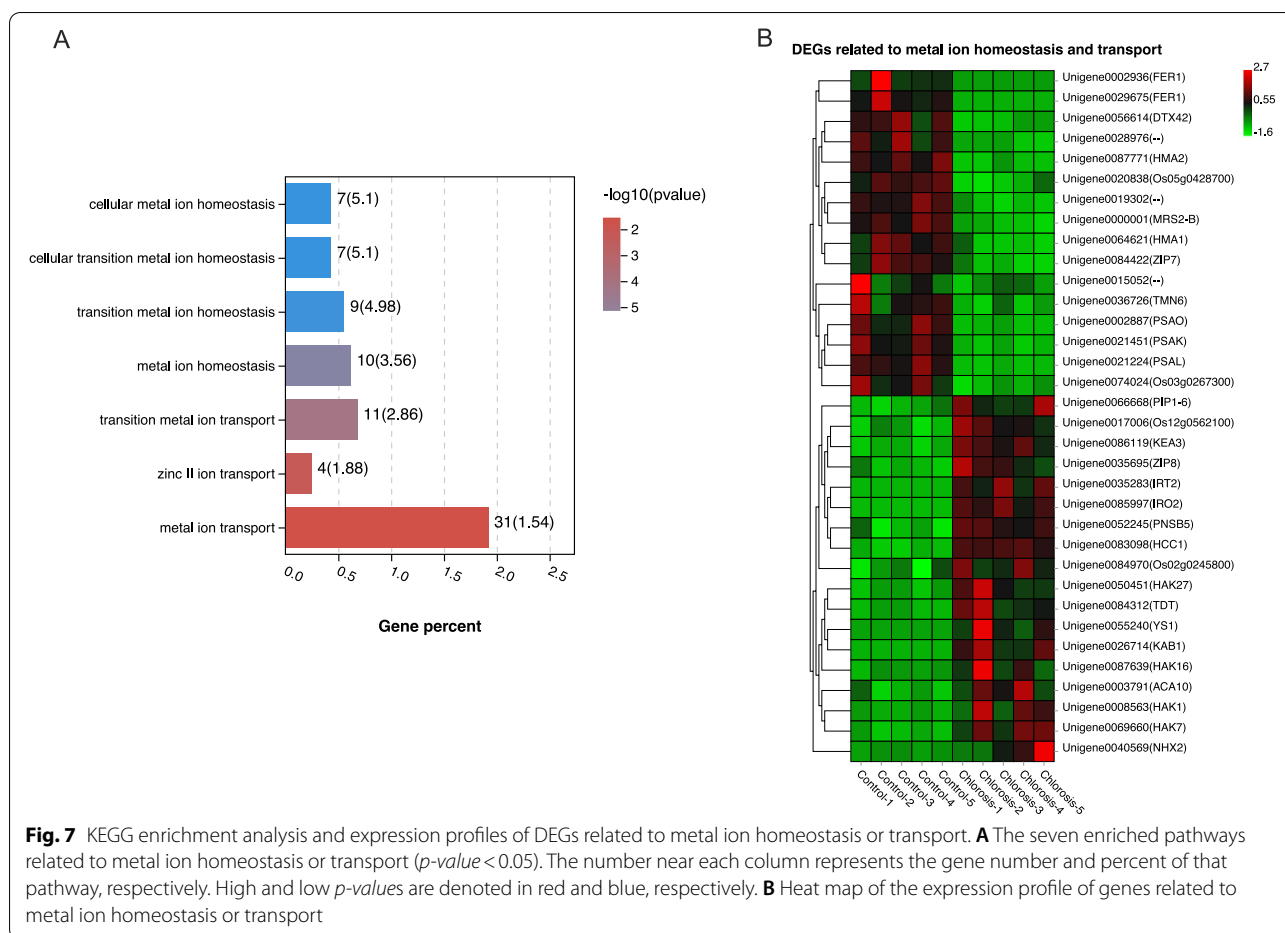 A
cellular metal ion homeostasis
7(5.1)
cellular transition metal ion homeostasis
7(5.1)
transition metal ion homeostasis
9(4.98)
metal ion homeostasis
10(3.56)
transition metal ion transport
11(2.86)
zinc II ion transport
4(1.88)
metal ion transport
31(1.54)
0.0 0.5 1.0 1.5 2.0 2.5
Gene percent
-log10(pvalue)
2
3
4
5
B
DEGs related to metal ion homeostasis and transport
2.7
0.55
-1.6
Unigene0002936(FER1)
Unigene0029675(FER1)
Unigene0056614(DTX42)
Unigene0028976(--)
Unigene0087771(HMA2)
Unigene0020838(Os05g0428700)
Unigene0019302(--)
Unigene0000001(MRS2-B)
Unigene0064621(HMA1)
Unigene0084422(ZIP7)
Unigene0015052(--)
Unigene0036726(TMN6)
Unigene0002887(PSAO)
Unigene0021451(PSAK)
Unigene0021224(PSAL)
Unigene0074024(Os03g0267300)
Unigene0066668(PIP1-6)
Unigene0017006(Os12g0562100)
Unigene0086119(KEA3)
Unigene0035695(ZIP8)
Unigene0035283(IRT2)
Unigene0085997(IRO2)
Unigene0052245(PNSB5)
Unigene0083098(HCC1)
Unigene0084970(Os02g0245800)
Unigene0050451(HAK27)
Unigene0084312(TDT)
Unigene0055240(YS1)
Unigene0026714(KAB1)
Unigene0087639(HAK16)
Unigene0003791(ACA10)
Unigene0008563(HAK1)
Unigene0069660(HAK7)
Unigene0040569(NHX2)
Control-1 Control-2 Control-3 Control-4 Control-5 Chlorosis-1 Chlorosis-2 Chlorosis-3 Chlorosis-4 Chlorosis-5
Fig. 7 KEGG enrichment analysis and expression profiles of DEGs related to metal ion homeostasis or transport. A The seven enriched pathways
related to metal ion homeostasis or transport (p-value < 0.05). The number near each column represents the gene number and percent of that
pathway, respectively. High and low p-values are denoted in red and blue, respectively. B Heat map of the expression profile of genes related to
metal ion homeostasis or transport